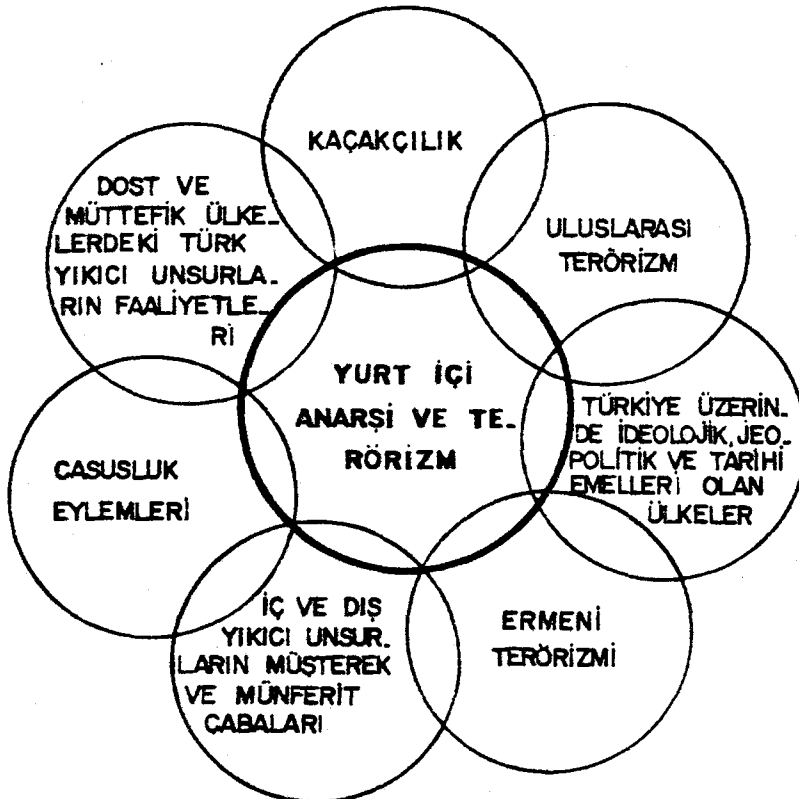 KAÇAKÇILIK
DOST VE
MÜTTEFİK ÜLKE_
LERDEKİ TÜRK
YIKICI UNSURLA_
RIN FAALİYETLE_
Rİ
ULUSLARASI
TERÖRİZM
YURT İÇİ
ANARŞİ VE TE_
RÖRİZM
TÜRKİYE ÜZERİN_
DE İDEOLOJİK, JEO_
POLİTİK VE TARİHİ
EMELLERİ OLAN
ÜLKELER
CASUSLUK
EYLEMLERİ
İÇ VE DIŞ
YIKICI UNSUR_
LARIN MÜŞTEREK
VE MÜNFERİT
ÇABALARI
ERMENİ
TERÖRİZMİ